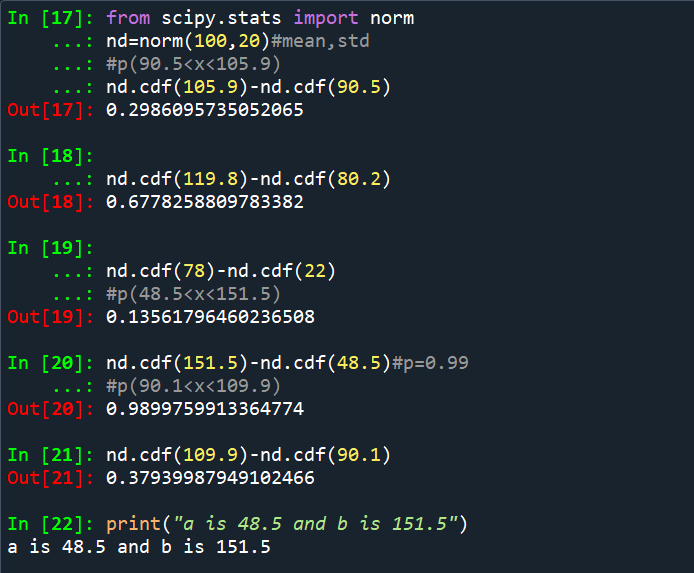 In [17]: from scipy.stats import norm
...: nd=norm(100,20)#mean,std
...: #p(90.5<x<105.9)
...: nd.cdf(105.9)-nd.cdf(90.5)
Out[17]: 0.2986095735052065
In [18]:
...: nd.cdf(119.8)-nd.cdf(80.2)
Out[18]: 0.6778258809783382
In [19]:
...: nd.cdf(78)-nd.cdf(22)
...: #p(48.5<x<151.5)
Out[19]: 0.13561796460236508
In [20]: nd.cdf(151.5)-nd.cdf(48.5)#p=0.99
...: #p(90.1<x<109.9)
Out[20]: 0.9899759913364774
In [21]: nd.cdf(109.9)-nd.cdf(90.1)
Out[21]: 0.37939987949102466
In [22]: print("a is 48.5 and b is 151.5")
a is 48.5 and b is 151.5